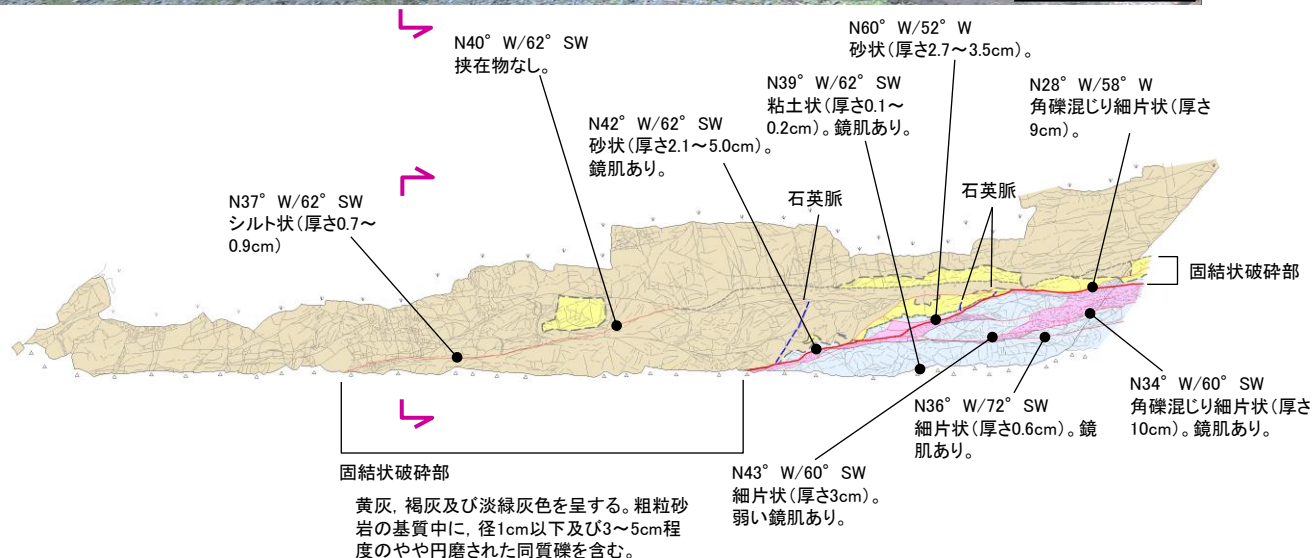 N60° W/52° W
砂状(厚さ2.7～3.5cm)。
N40° W/62° SW
挟在物なし。
N39° W/62° SW
粘土状(厚さ0.1～
0.2cm)。鏡肌あり。
N28° W/58° W
角礫混じり細片状(厚さ
9cm)。
N42° W/62° SW
砂状(厚さ2.1～5.0cm)。
鏡肌あり。
N37° W/62° SW
シルト状(厚さ0.7～
0.9cm)
石英脈
石英脈
固結状破砕部
N34° W/60° SW
角礫混じり細片状(厚さ
10cm)。鏡肌あり。
N36° W/72° SW
細片状(厚さ0.6cm)。鏡
肌あり。
N43° W/60° SW
細片状(厚さ3cm)。
弱い鏡肌あり。
固結状破砕部
黄灰，褐灰及び淡緑灰色を呈する。粗粒砂
岩の基質中に，径1cm以下及び3～5cm程
度のやや円磨された同質礫を含む。